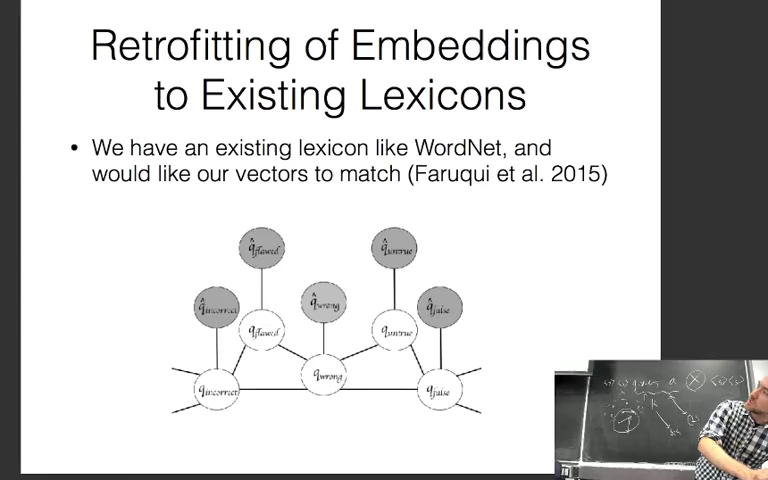 Retrofitting of Embeddings
to Existing Lexicons
• We have an existing lexicon like WordNet, and
would like our vectors to match (Faruqui et al. 2015)
q̂flawed
q̂untrue
q̂incorrect
q̂wrong
q̂false
qflawed
quntrue
qwrong
qincorrect
qfalse